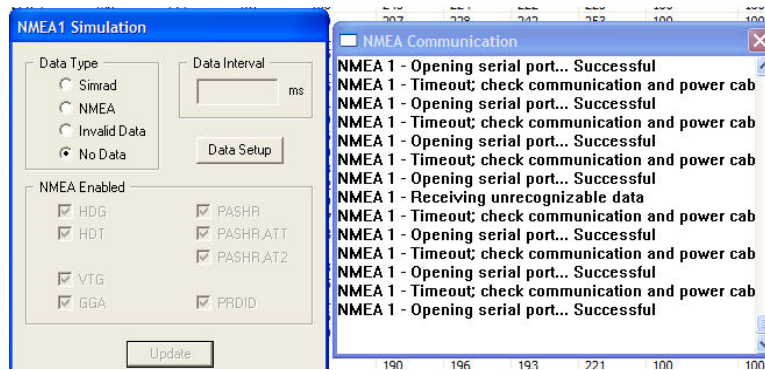 NMEA1 Simulation
Data Type
Simrad
NMEA
Invalid Data
No Data
Data Interval
ms
Data Setup
NMEA Enabled
HDG
PASHR
HDT
PASHR,ATT
PASHR,AT2
VTG
GGA
PRDID
Update
NMEA Communication
NMEA 1 - Opening serial port... Successful
NMEA 1 - Timeout; check communication and power cab
NMEA 1 - Opening serial port... Successful
NMEA 1 - Timeout; check communication and power cab
NMEA 1 - Opening serial port... Successful
NMEA 1 - Timeout; check communication and power cab
NMEA 1 - Opening serial port... Successful
NMEA 1 - Receiving unrecognizable data
NMEA 1 - Timeout; check communication and power cab
NMEA 1 - Opening serial port... Successful
NMEA 1 - Timeout; check communication and power cab
NMEA 1 - Opening serial port... Successful
NMEA 1 - Timeout; check communication and power cab
NMEA 1 - Opening serial port... Successful
190 196 193 221 100 100